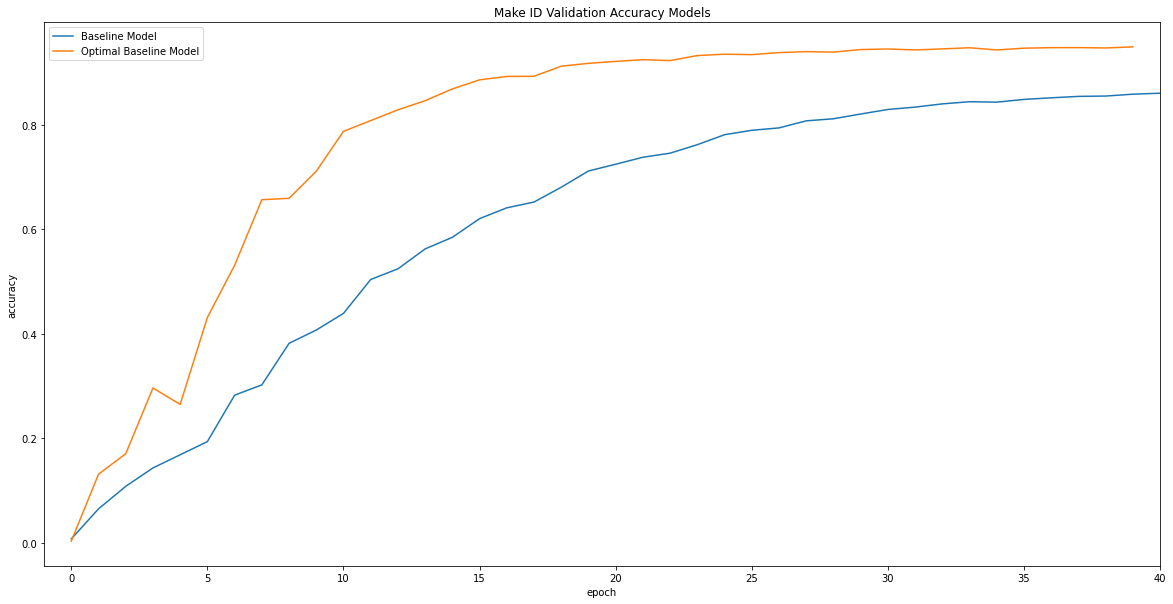 Make ID Validation Accuracy Models
Baseline Model
Optimal Baseline Model
accuracy
0.8
0.6
0.4
0.2
0.0
0 5 10 15 20 25 30 35 40
epoch